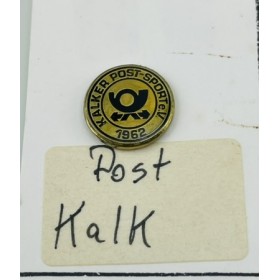 KALKER POST-SPORT eV
1962
Post
Kalk